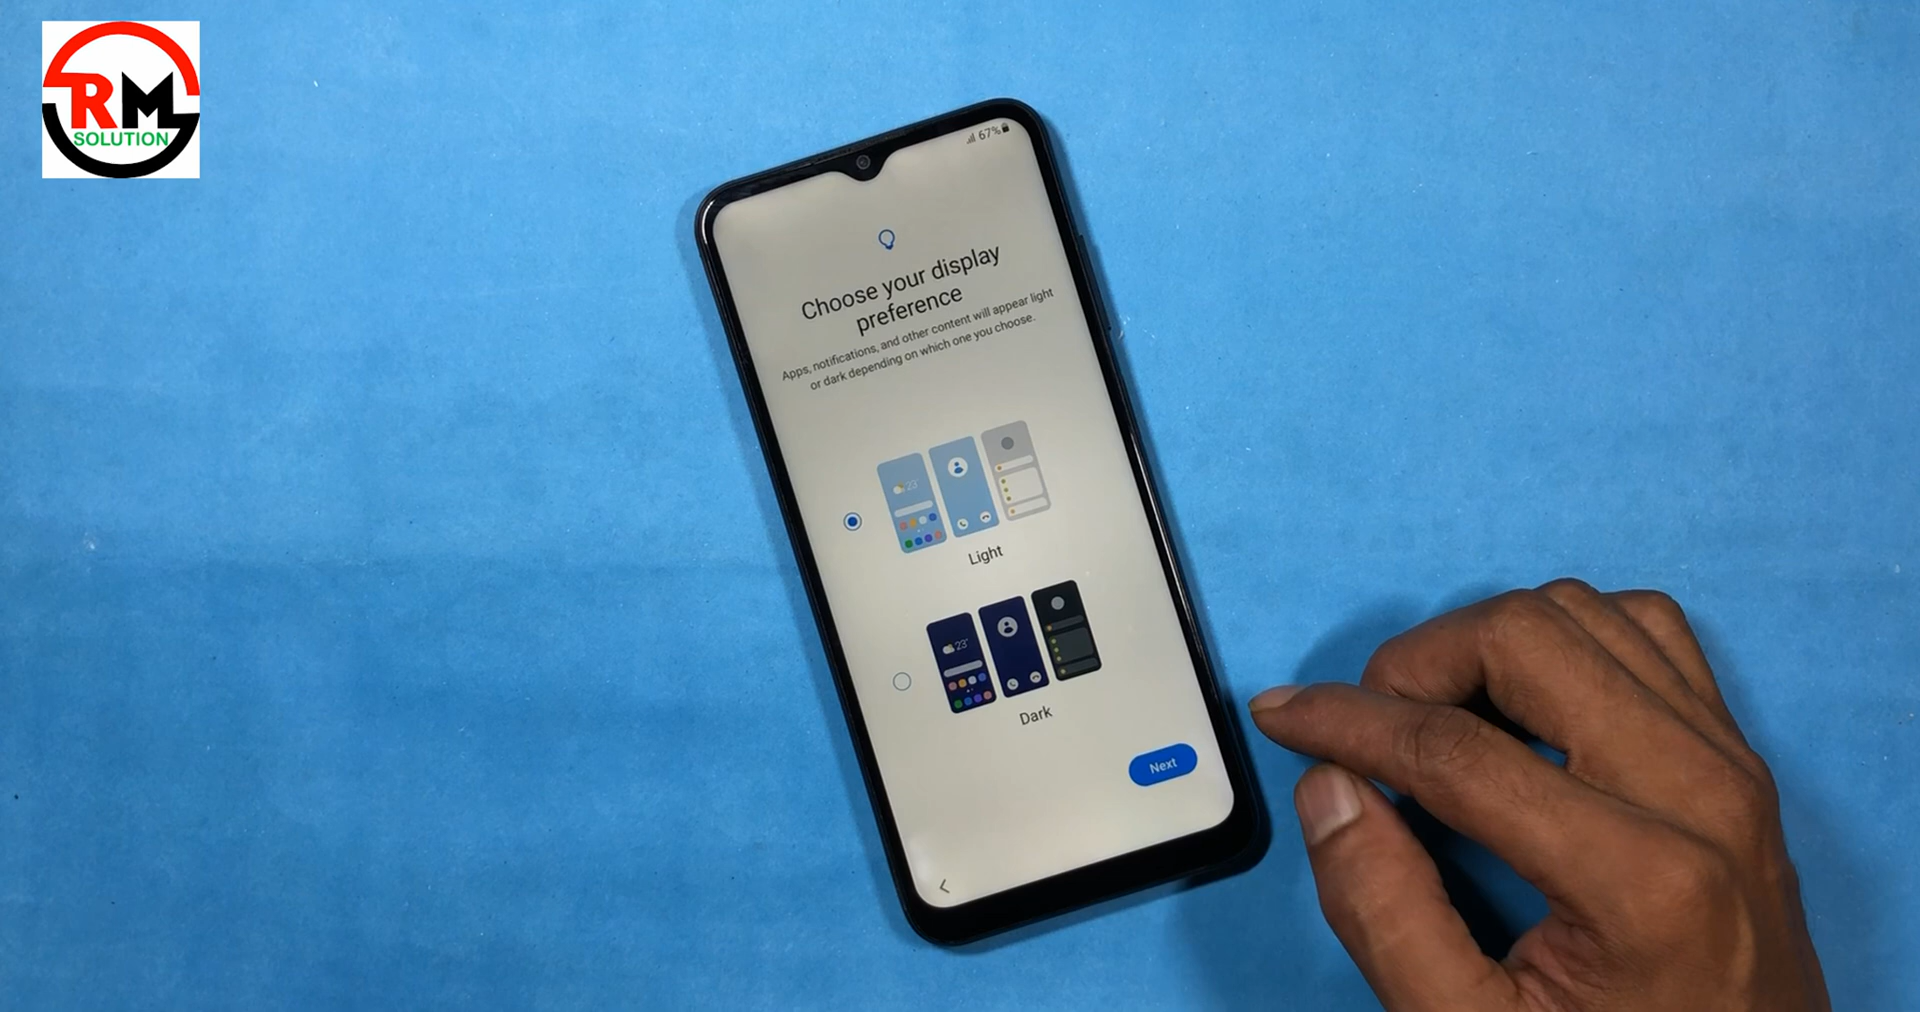 RM
SOLUTION
67%
Choose your display
preference
Apps, notifications, and other content will appear light
or dark depending on which one you choose.
23°
Light
23°
Dark
Next